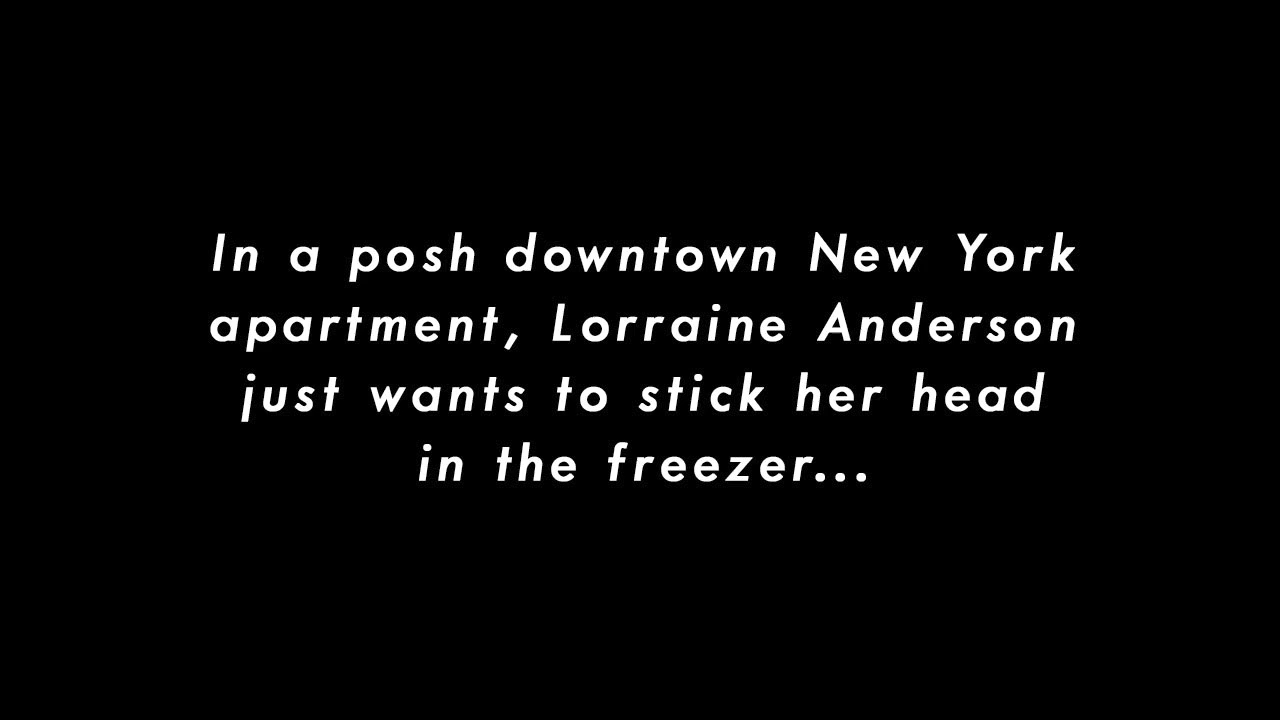 In a posh downtown New York
apartment, Lorraine Anderson
just wants to stick her head
in the freezer...